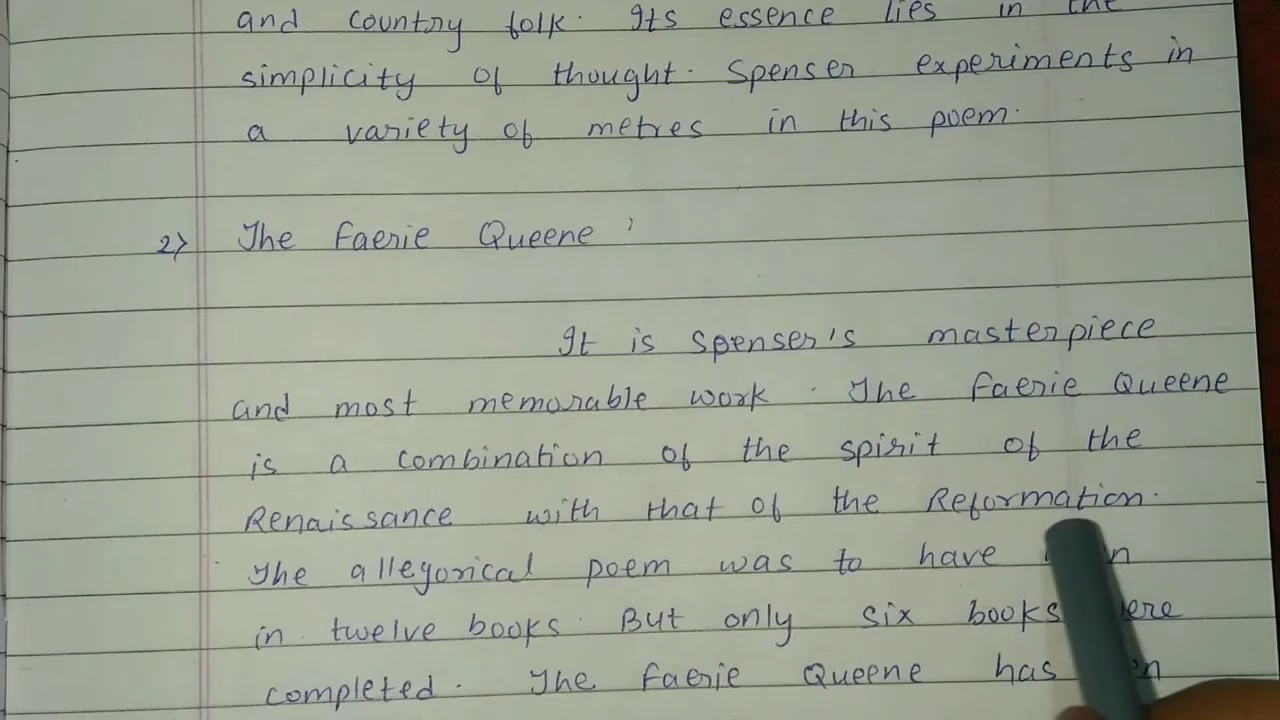 and country folk. Its essence lies in the
simplicity of thought. Spenser experiments in
a variety of metres in this poem.
2) The Faerie Queene :
It is Spenser's masterpiece
and most memorable work. The Faerie Queene
is a combination of the spirit of the
Renaissance with that of the Reformation.
The allegorical poem was to have
in twelve books. But only six books
completed. The Faerie Queene has